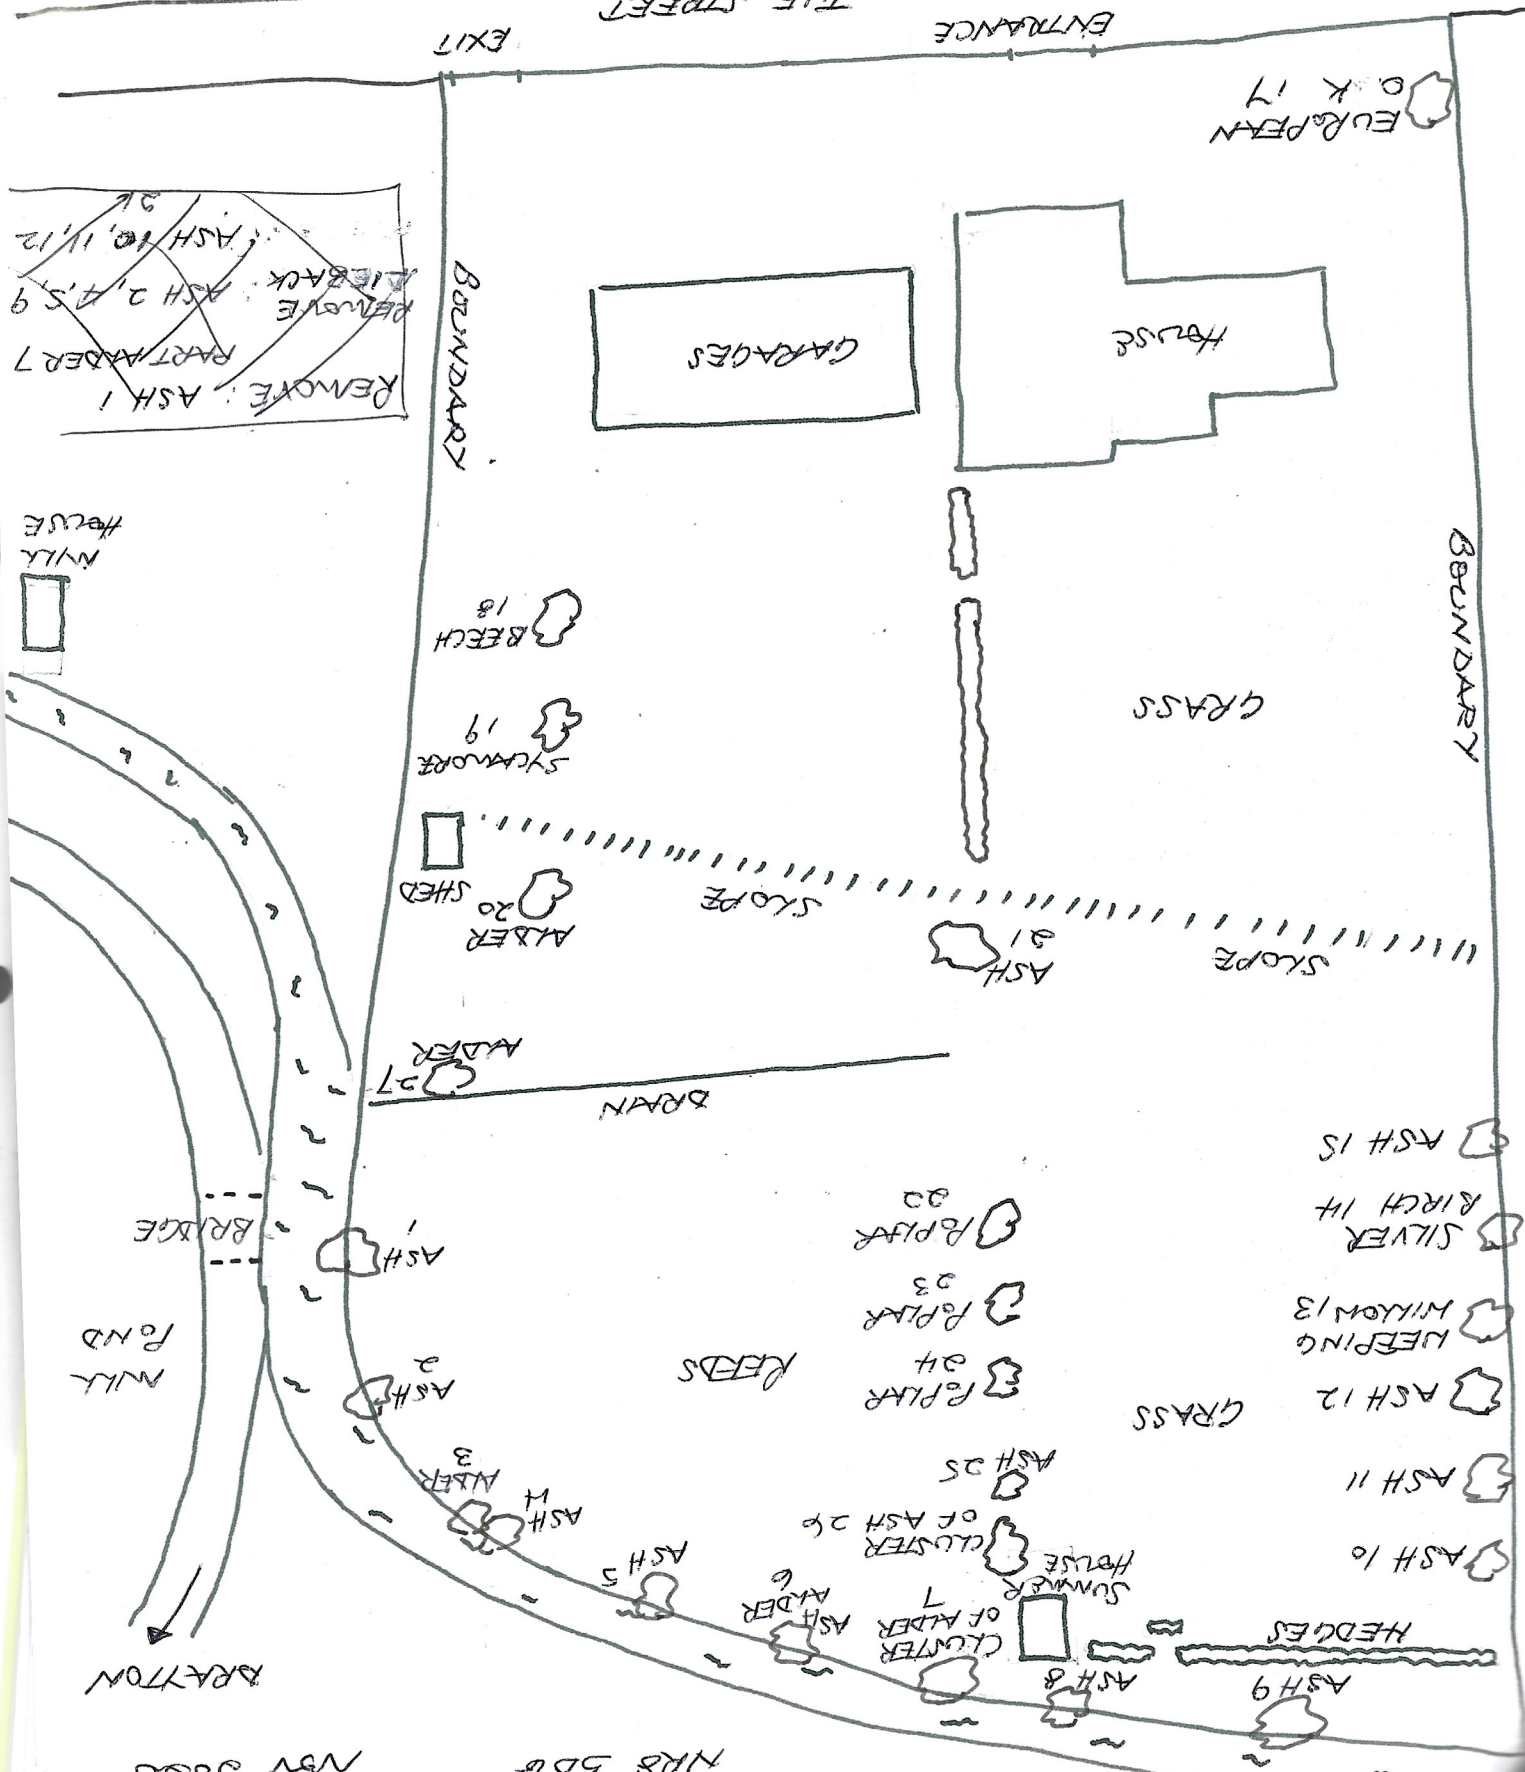 NR8 NOV
DRAYTON
ASH 9
ASH
8
HEDGES
CLUSTER
OF ALDER
7
ASH
ALDER
6
SUMMER
HOUSE
ASH
5
ASH 10
CLUSTER
OF ASH 26
ASH
4
ALDER
3
ASH 11
ASH 25
ASH 12
GRASS
POPLAR
24
REEDS
ASH
2
MILL
POND
WEEPING
WILLOW 13
POPLAR
23
SILVER
BIRCH 14
POPLAR
22
ASH
1
BRIDGE
ASH 15
DRAIN
27
ALDER
SLOPE
ASH
21
ALDER
20
SLOPE
SHED
SYCAMORE
19
GRASS
BOUNDARY
BEECH
18
MILL
HOUSE
HOUSE
GARAGES
BOUNDARY
REMOVE : ASH 1
PART ALDER 7
REMOVE
DIEBACK : ASH 2, 4, 5, 9
ASH 10, 11, 12
21
EUROPEAN
OK 17
ENTRANCE
EXIT
THE STREET